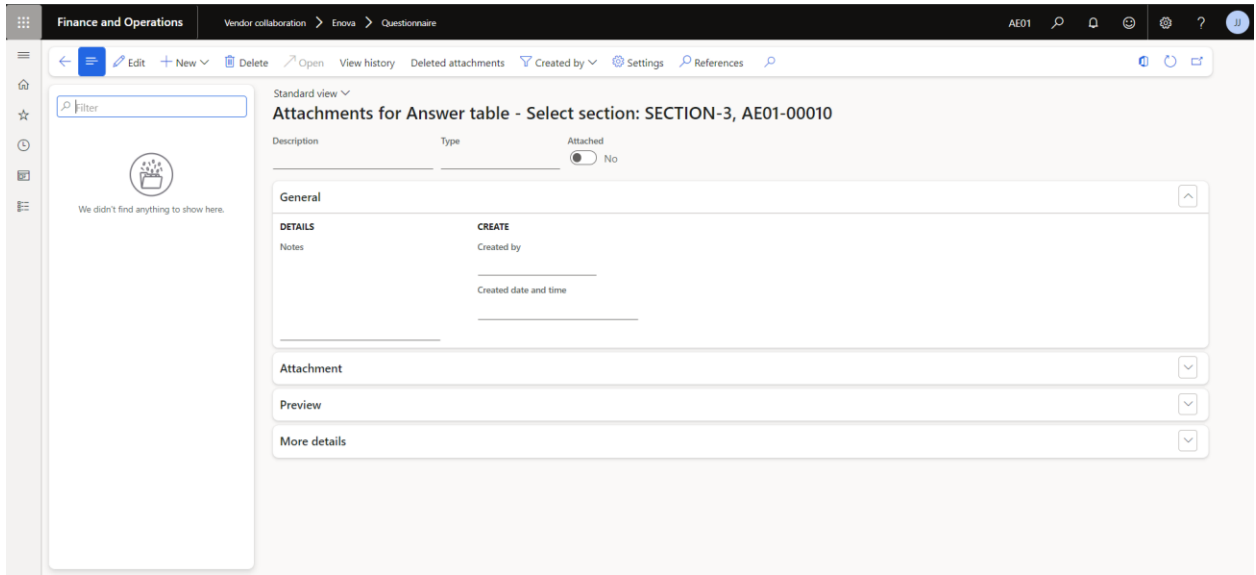 Finance and Operations
Vendor collaboration > Enova > Questionnaire
AE01
?
JJ
Edit
New
Delete
Open
View history
Deleted attachments
Created by
Settings
References
Filter
We didn't find anything to show here.
Standard view
Attachments for Answer table - Select section: SECTION-3, AE01-00010
Description
Type
Attached
No
General
DETAILS
Notes
CREATE
Created by
Created date and time
Attachment
Preview
More details